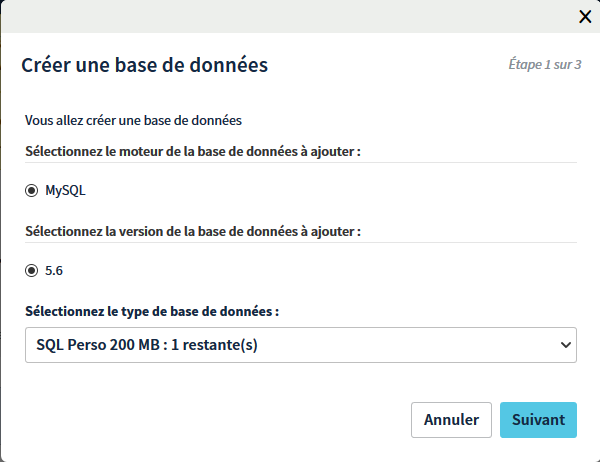 Créer une base de données
Étape 1 sur 3
Vous allez créer une base de données
Sélectionnez le moteur de la base de données à ajouter :
MySQL
Sélectionnez la version de la base de données à ajouter :
5.6
Sélectionnez le type de base de données :
SQL Perso 200 MB : 1 restante(s)
Annuler
Suivant